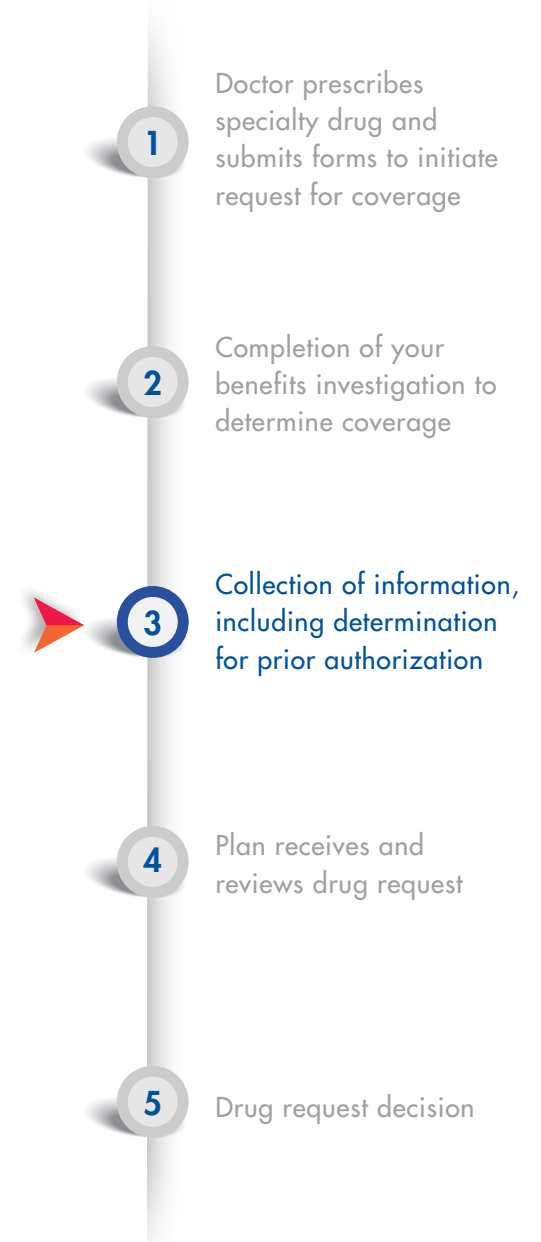 1
Doctor prescribes
specialty drug and
submits forms to initiate
request for coverage
2
Completion of your
benefits investigation to
determine coverage
3
Collection of information,
including determination
for prior authorization
4
Plan receives and
reviews drug request
5
Drug request decision